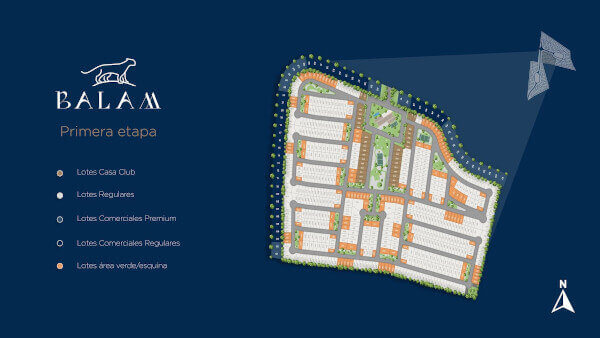 BALAM
Primera etapa
Lotes Casa Club
Lotes Regulares
Lotes Comerciales Premium
Lotes Comerciales Regulares
Lotes área verde/esquina
N